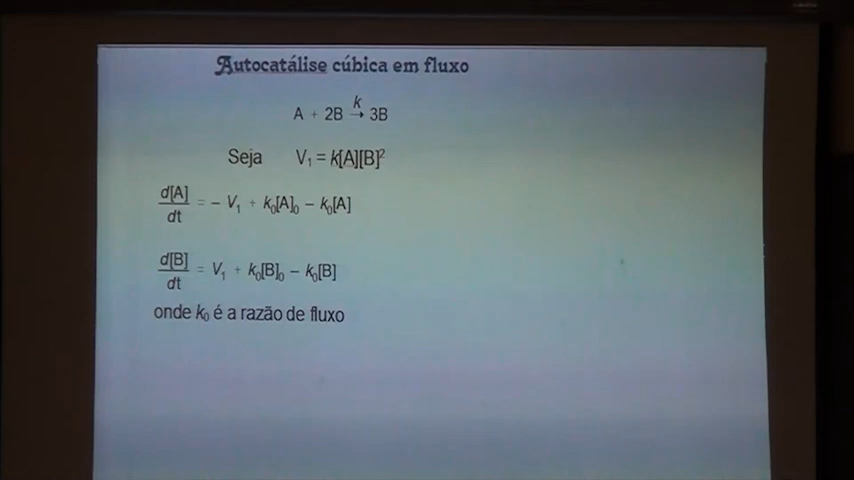 Autocatálise cúbica em fluxo
A + 2B →ᵏ 3B
Seja V₁ = k[A][B]²
d[A]/dt = − V₁ + k₀[A]₀ − k₀[A]
d[B]/dt = V₁ + k₀[B]₀ − k₀[B]
onde k₀ é a razão de fluxo